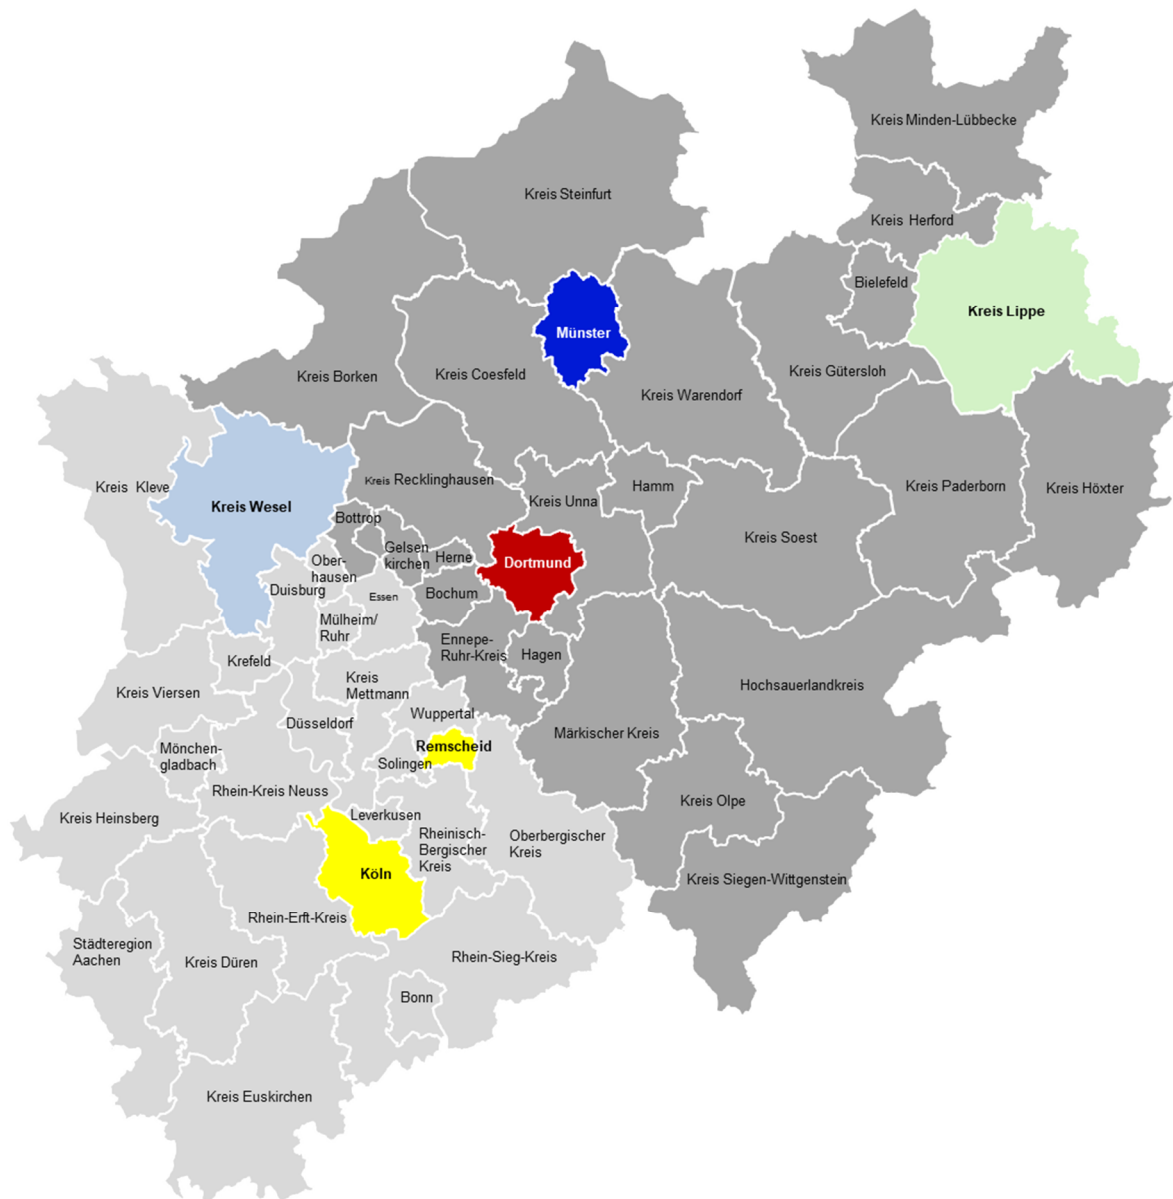 Kreis Minden-Lübbecke
Kreis Steinfurt
Kreis Herford
Bielefeld
Kreis Lippe
Münster
Kreis Borken
Kreis Coesfeld
Kreis Gütersloh
Kreis Warendorf
Kreis Kleve
Kreis Recklinghausen
Hamm
Kreis Paderborn
Kreis Höxter
Kreis Wesel
Kreis Unna
Bottrop
Kreis Soest
Gelsen
kirchen
Herne
Dortmund
Ober-
hausen
Duisburg
Essen
Bochum
Mülheim/
Ruhr
Ennepe-
Ruhr-Kreis
Hagen
Krefeld
Kreis
Mettmann
Hochsauerlandkreis
Kreis Viersen
Düsseldorf
Wuppertal
Märkischer Kreis
Mönchen-
gladbach
Remscheid
Solingen
Rhein-Kreis Neuss
Kreis Olpe
Kreis Heinsberg
Leverkusen
Rheinisch-
Bergischer
Kreis
Oberbergischer
Kreis
Köln
Kreis Siegen-Wittgenstein
Rhein-Erft-Kreis
Städteregion
Aachen
Kreis Düren
Rhein-Sieg-Kreis
Bonn
Kreis Euskirchen